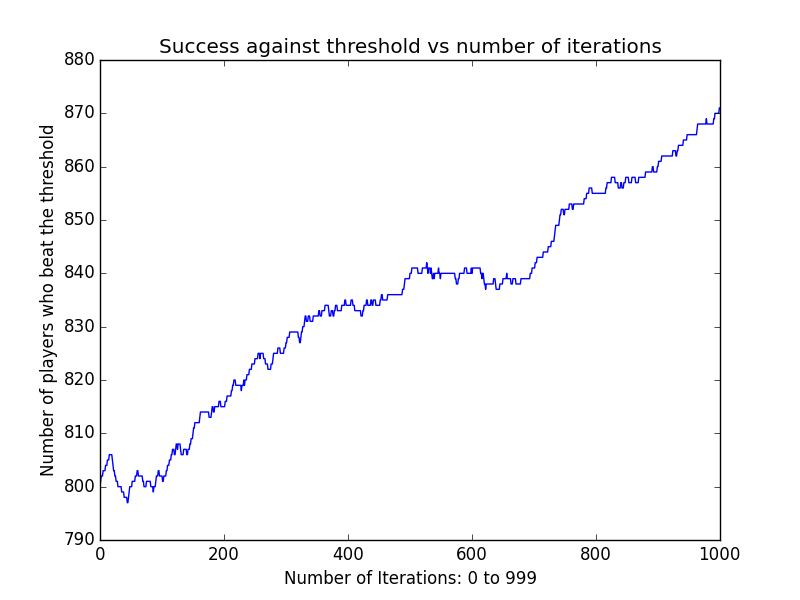 Success against threshold vs number of iterations
880
870
860
850
840
830
820
810
800
790
Number of players who beat the threshold
0 200 400 600 800 1000
Number of Iterations: 0 to 999